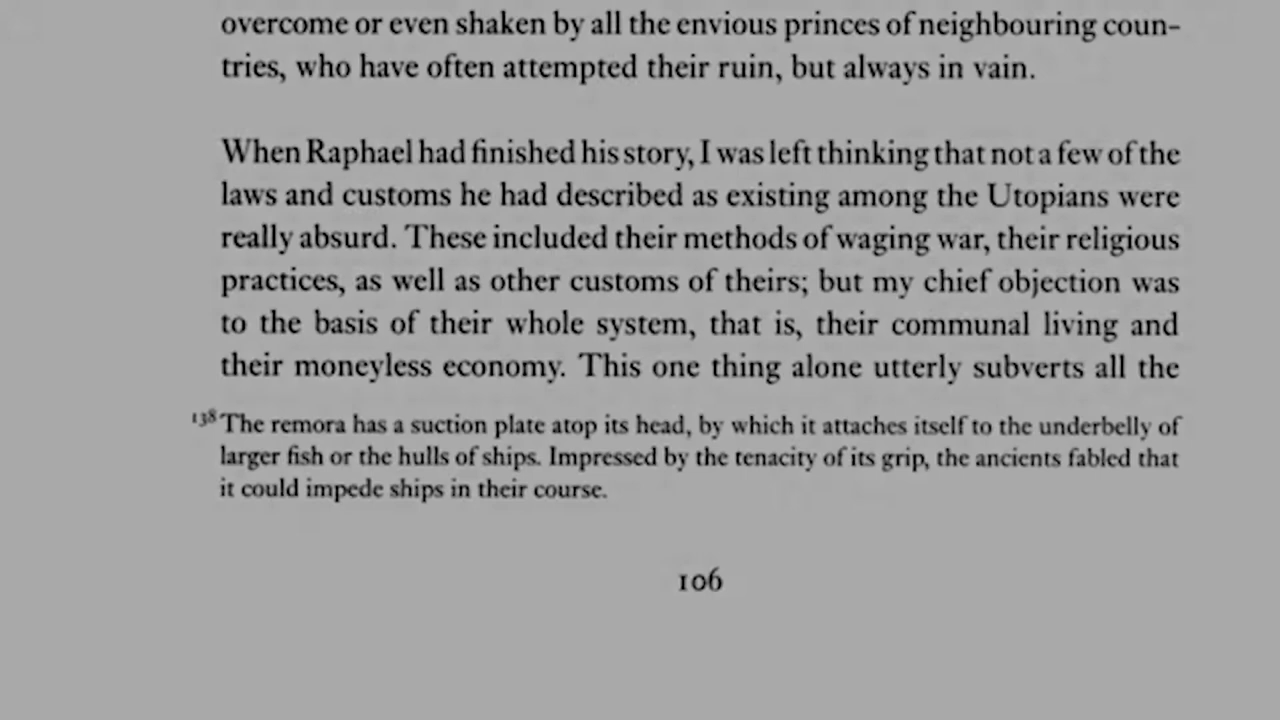 overcome or even shaken by all the envious princes of neighbouring coun-
tries, who have often attempted their ruin, but always in vain.
When Raphael had finished his story, I was left thinking that not a few of the
laws and customs he had described as existing among the Utopians were
really absurd. These included their methods of waging war, their religious
practices, as well as other customs of theirs; but my chief objection was
to the basis of their whole system, that is, their communal living and
their moneyless economy. This one thing alone utterly subverts all the
138 The remora has a suction plate atop its head, by which it attaches itself to the underbelly of
larger fish or the hulls of ships. Impressed by the tenacity of its grip, the ancients fabled that
it could impede ships in their course.
106